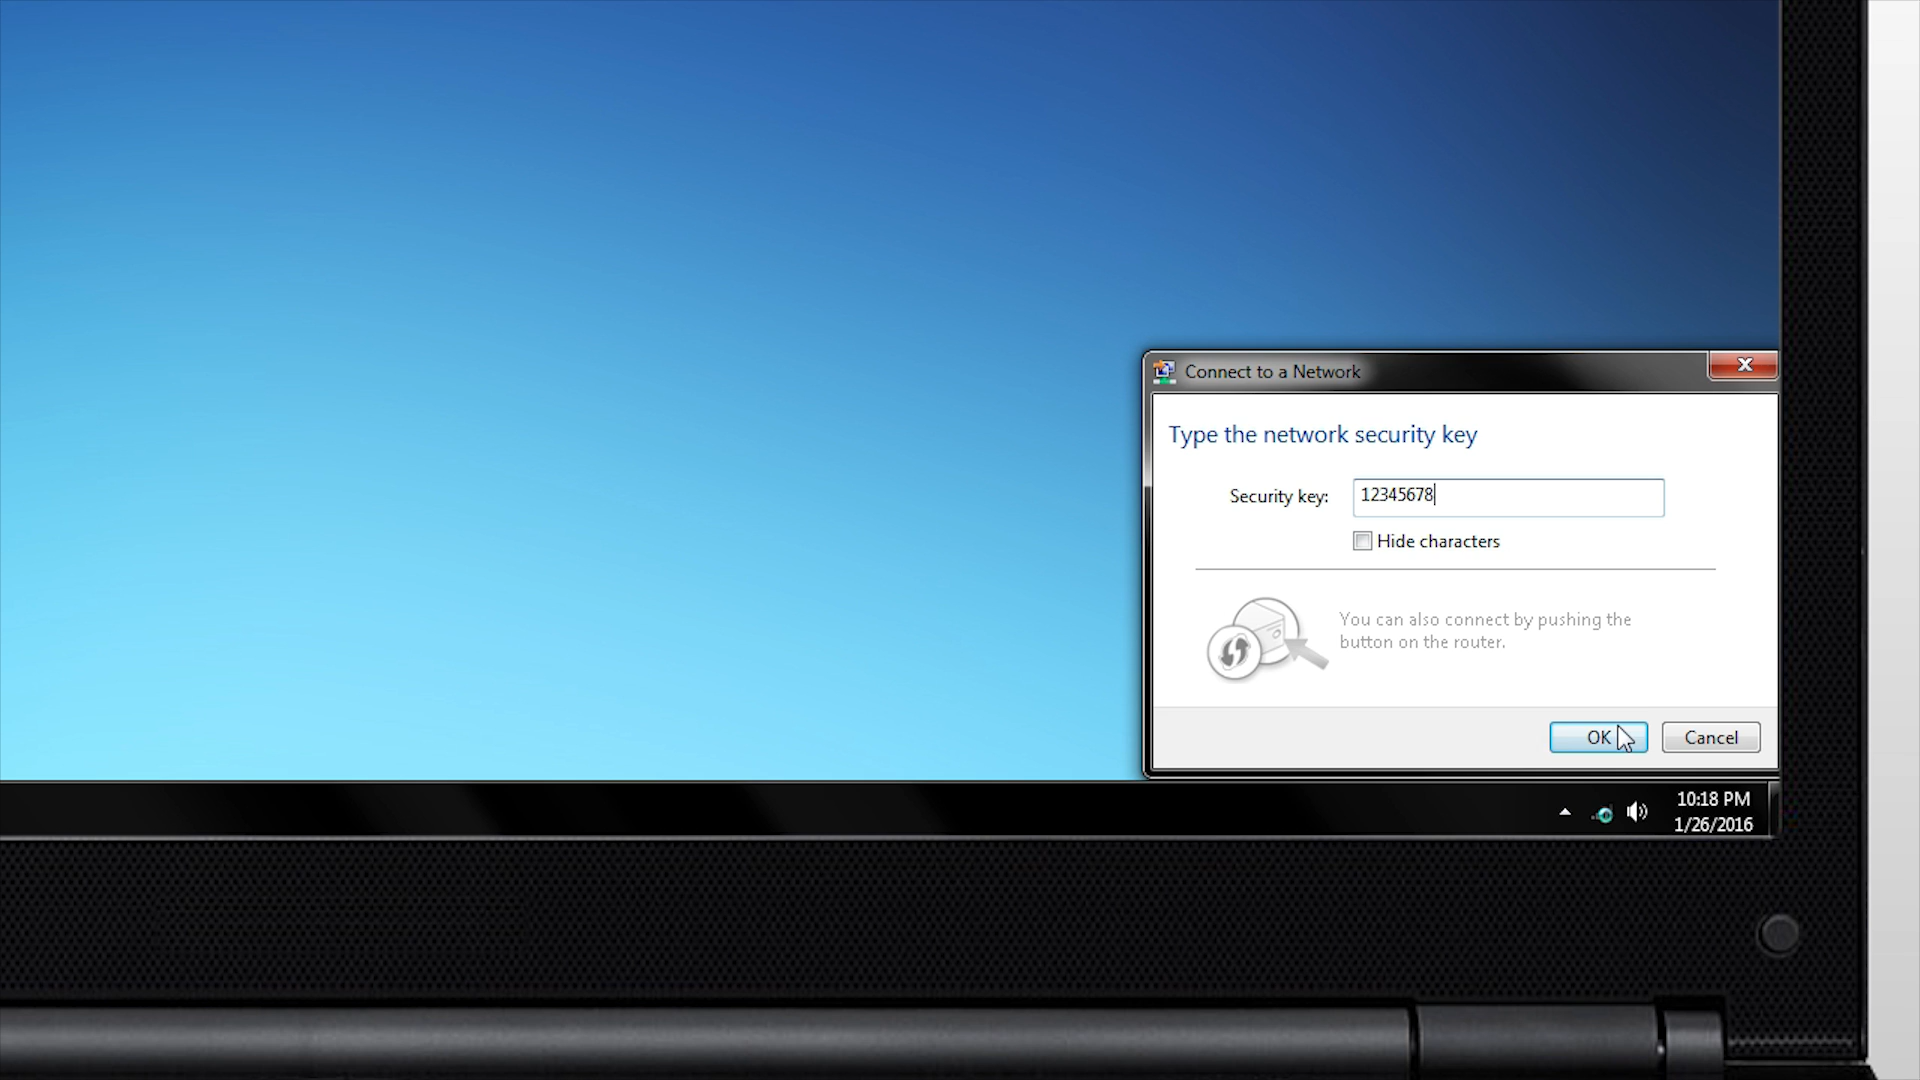 Connect to a Network
Type the network security key
Security key: 12345678
Hide characters
You can also connect by pushing the
button on the router.
OK Cancel
10:18 PM
1/26/2016